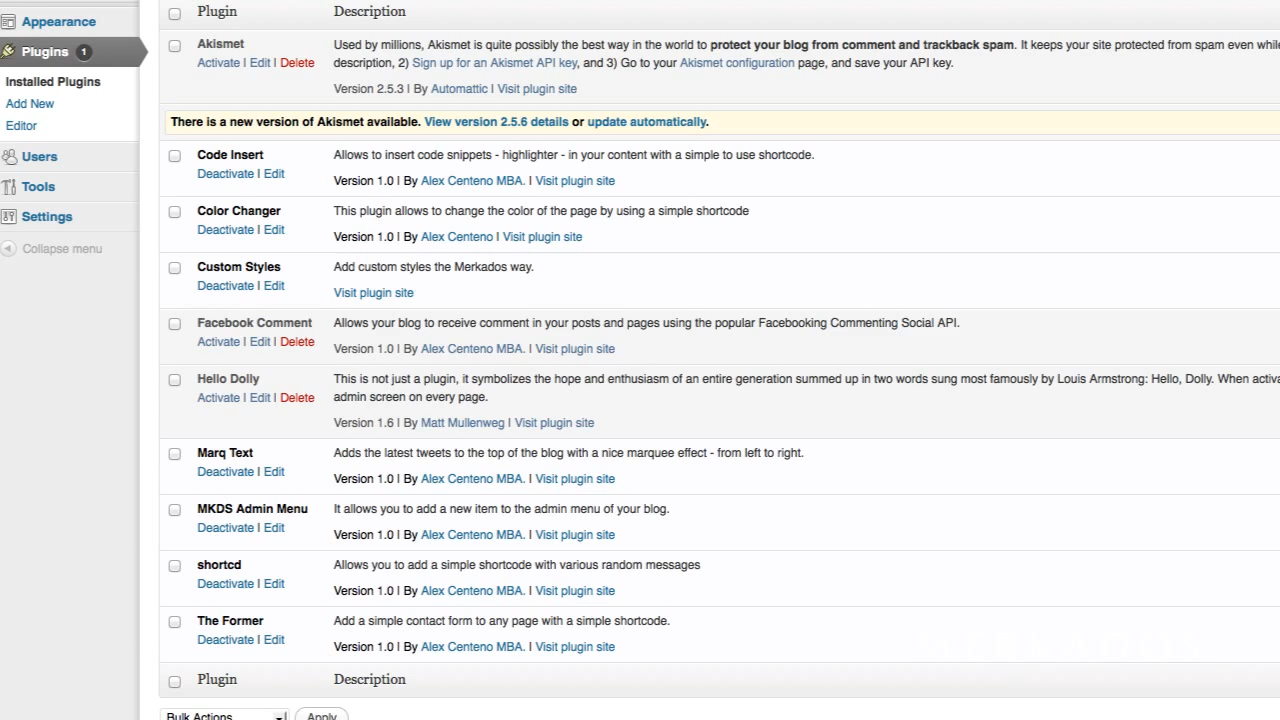 Appearance
Plugins 1
Installed Plugins
Add New
Editor
Users
Tools
Settings
Collapse menu
Plugin Description
Akismet
Activate | Edit | Delete
Used by millions, Akismet is quite possibly the best way in the world to protect your blog from comment and trackback spam. It keeps your site protected from spam even while
description, 2) Sign up for an Akismet API key, and 3) Go to your Akismet configuration page, and save your API key.
Version 2.5.3 | By Automattic | Visit plugin site
There is a new version of Akismet available. View version 2.5.6 details or update automatically.
Code Insert
Deactivate | Edit
Allows to insert code snippets - highlighter - in your content with a simple to use shortcode.
Version 1.0 | By Alex Centeno MBA. | Visit plugin site
Color Changer
Deactivate | Edit
This plugin allows to change the color of the page by using a simple shortcode
Version 1.0 | By Alex Centeno | Visit plugin site
Custom Styles
Deactivate | Edit
Add custom styles the Merkados way.
Visit plugin site
Facebook Comment
Activate | Edit | Delete
Allows your blog to receive comment in your posts and pages using the popular Facebooking Commenting Social API.
Version 1.0 | By Alex Centeno MBA. | Visit plugin site
Hello Dolly
Activate | Edit | Delete
This is not just a plugin, it symbolizes the hope and enthusiasm of an entire generation summed up in two words sung most famously by Louis Armstrong: Hello, Dolly. When activa
admin screen on every page.
Version 1.6 | By Matt Mullenweg | Visit plugin site
Marq Text
Deactivate | Edit
Adds the latest tweets to the top of the blog with a nice marquee effect - from left to right.
Version 1.0 | By Alex Centeno MBA. | Visit plugin site
MKDS Admin Menu
Deactivate | Edit
It allows you to add a new item to the admin menu of your blog.
Version 1.0 | By Alex Centeno MBA. | Visit plugin site
shortcd
Deactivate | Edit
Allows you to add a simple shortcode with various random messages
Version 1.0 | By Alex Centeno MBA. | Visit plugin site
The Former
Deactivate | Edit
Add a simple contact form to any page with a simple shortcode.
Version 1.0 | By Alex Centeno MBA. | Visit plugin site
Plugin Description
Bulk Actions Apply